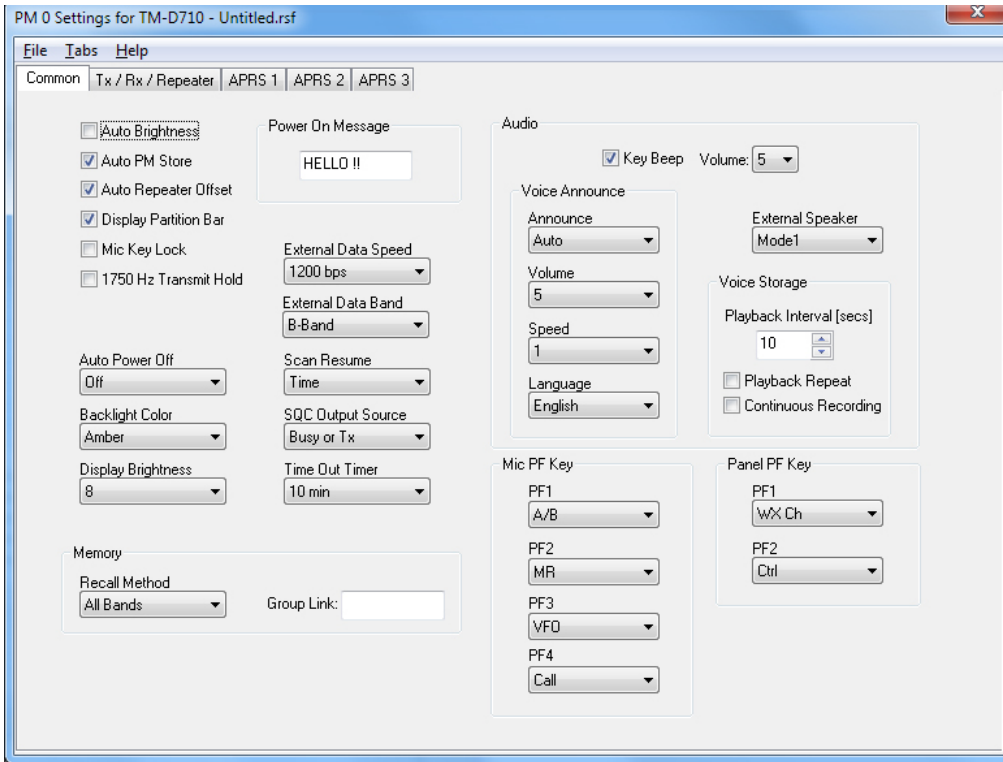 PM 0 Settings for TM-D710 - Untitled.rsf
File Tabs Help
Common Tx / Rx / Repeater APRS 1 APRS 2 APRS 3
Auto Brightness
Auto PM Store
Auto Repeater Offset
Display Partition Bar
Mic Key Lock
1750 Hz Transmit Hold
Power On Message
HELLO !!
External Data Speed
1200 bps
External Data Band
B-Band
Auto Power Off
Off
Scan Resume
Time
Backlight Color
Amber
SQC Output Source
Busy or Tx
Display Brightness
8
Time Out Timer
10 min
Memory
Recall Method
All Bands
Group Link:
Audio
Key Beep Volume: 5
Voice Announce
Announce
Auto
Volume
5
Speed
1
Language
English
External Speaker
Mode1
Voice Storage
Playback Interval [secs]
10
Playback Repeat
Continuous Recording
Mic PF Key
PF1
A/B
PF2
MR
PF3
VFO
PF4
Call
Panel PF Key
PF1
WX Ch
PF2
Ctrl